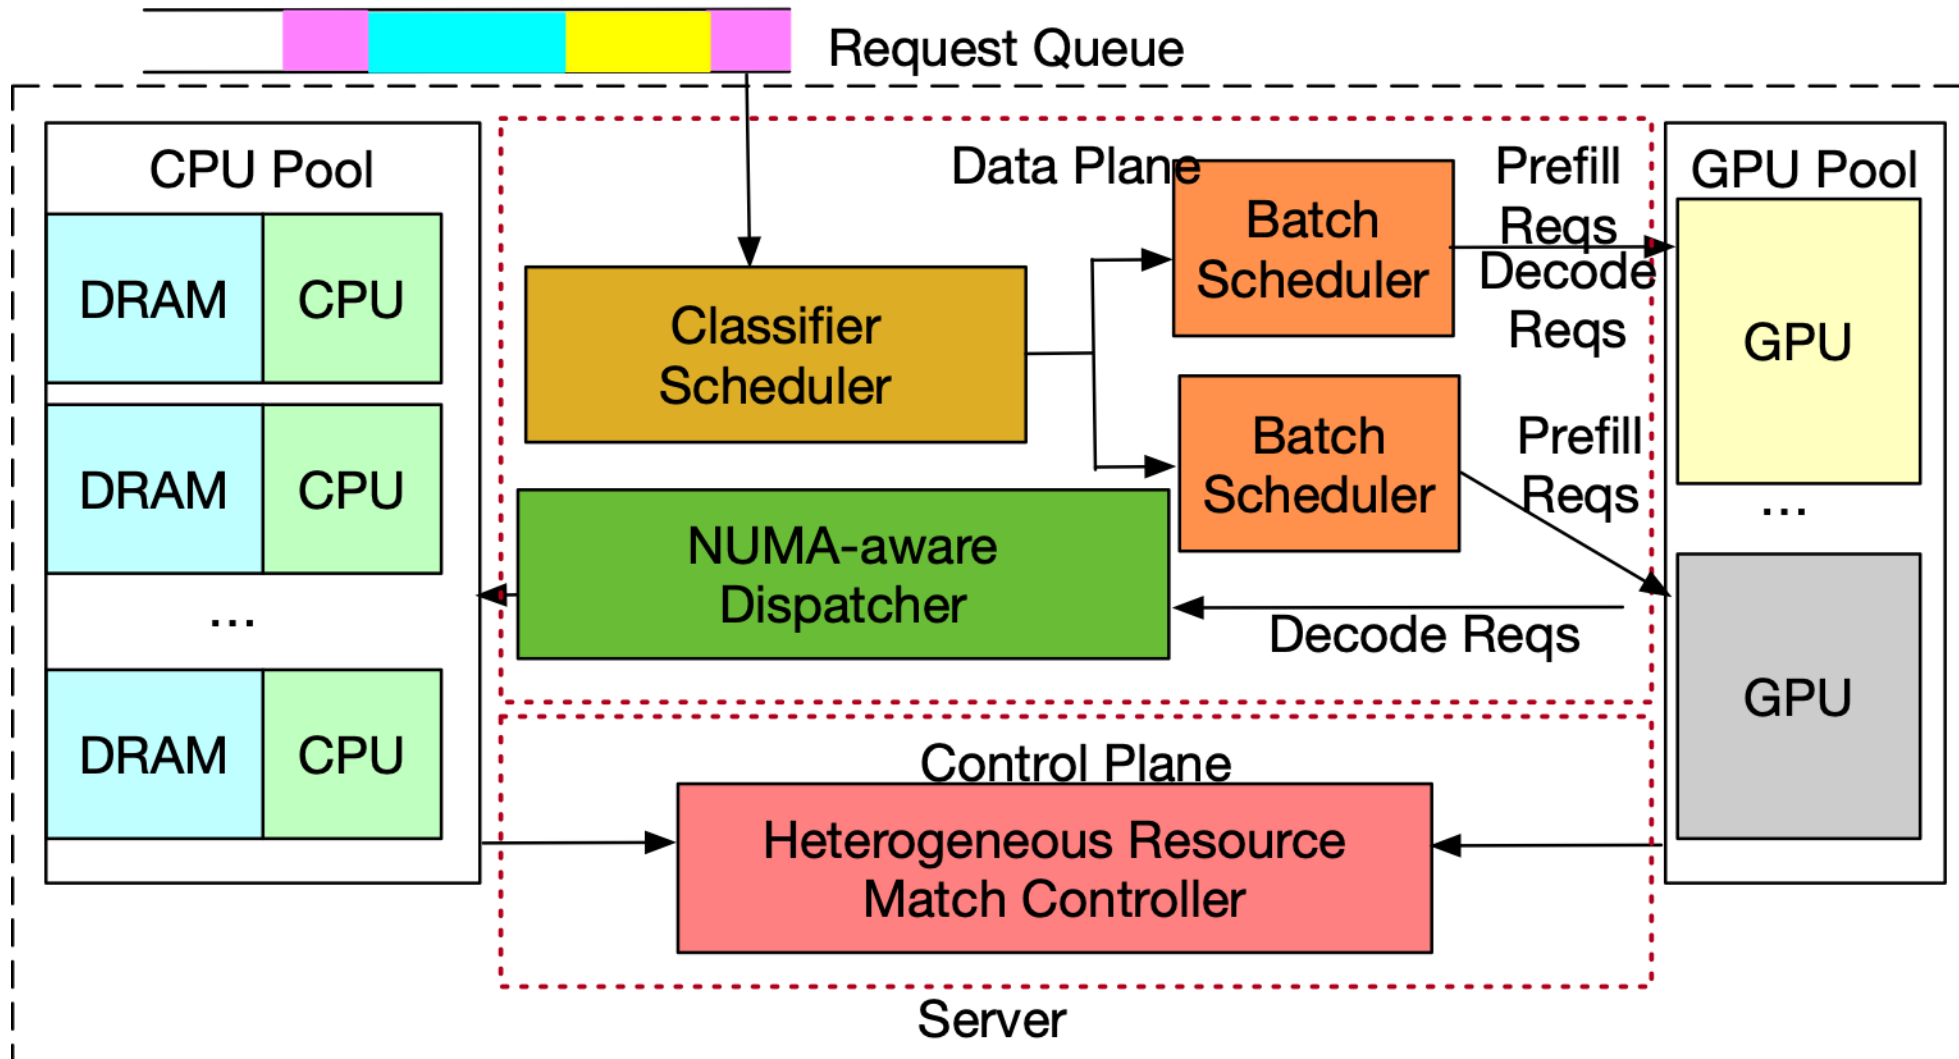 Request Queue
CPU Pool
DRAM
CPU
DRAM
CPU
...
DRAM
CPU
Data Plane
Classifier
Scheduler
Batch
Scheduler
Prefill
Reqs
Decode
Reqs
Batch
Scheduler
Prefill
Reqs
NUMA-aware
Dispatcher
Decode Reqs
GPU Pool
GPU
...
GPU
Control Plane
Heterogeneous Resource
Match Controller
Server